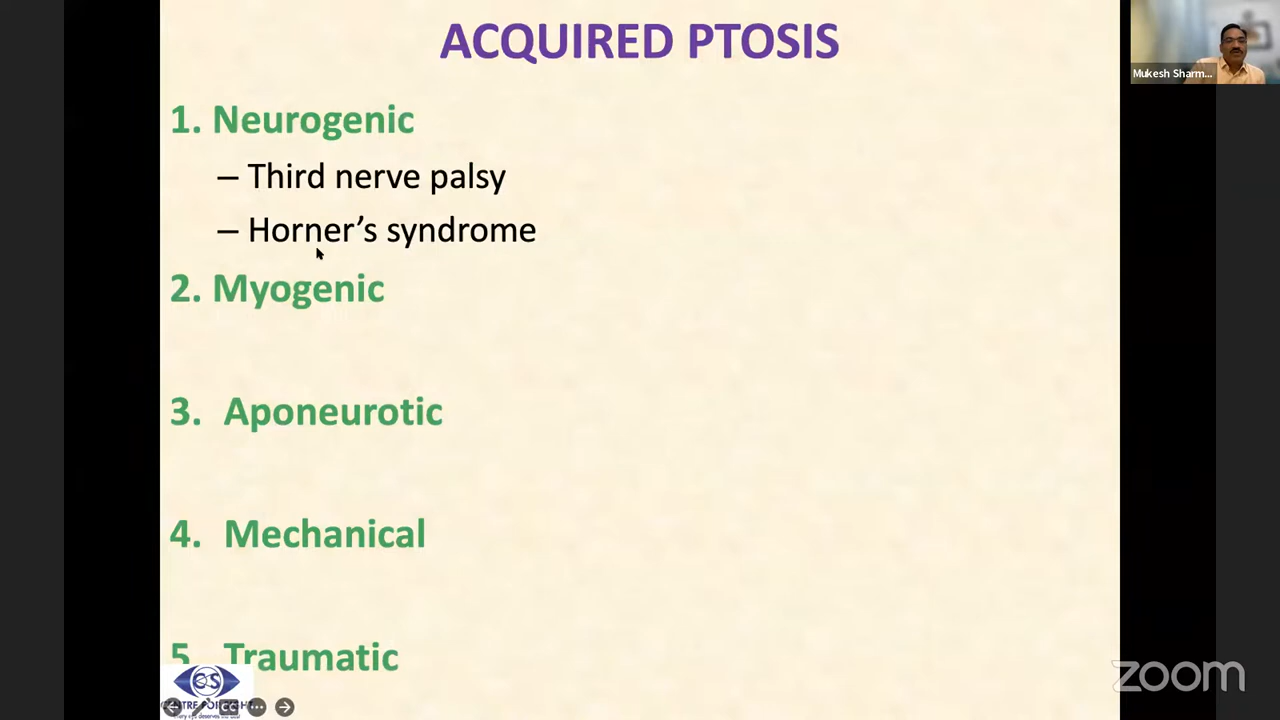 ACQUIRED PTOSIS
Mukesh Sharm...
1. Neurogenic
– Third nerve palsy
– Horner’s syndrome
2. Myogenic
3. Aponeurotic
4. Mechanical
5. Traumatic
zoom